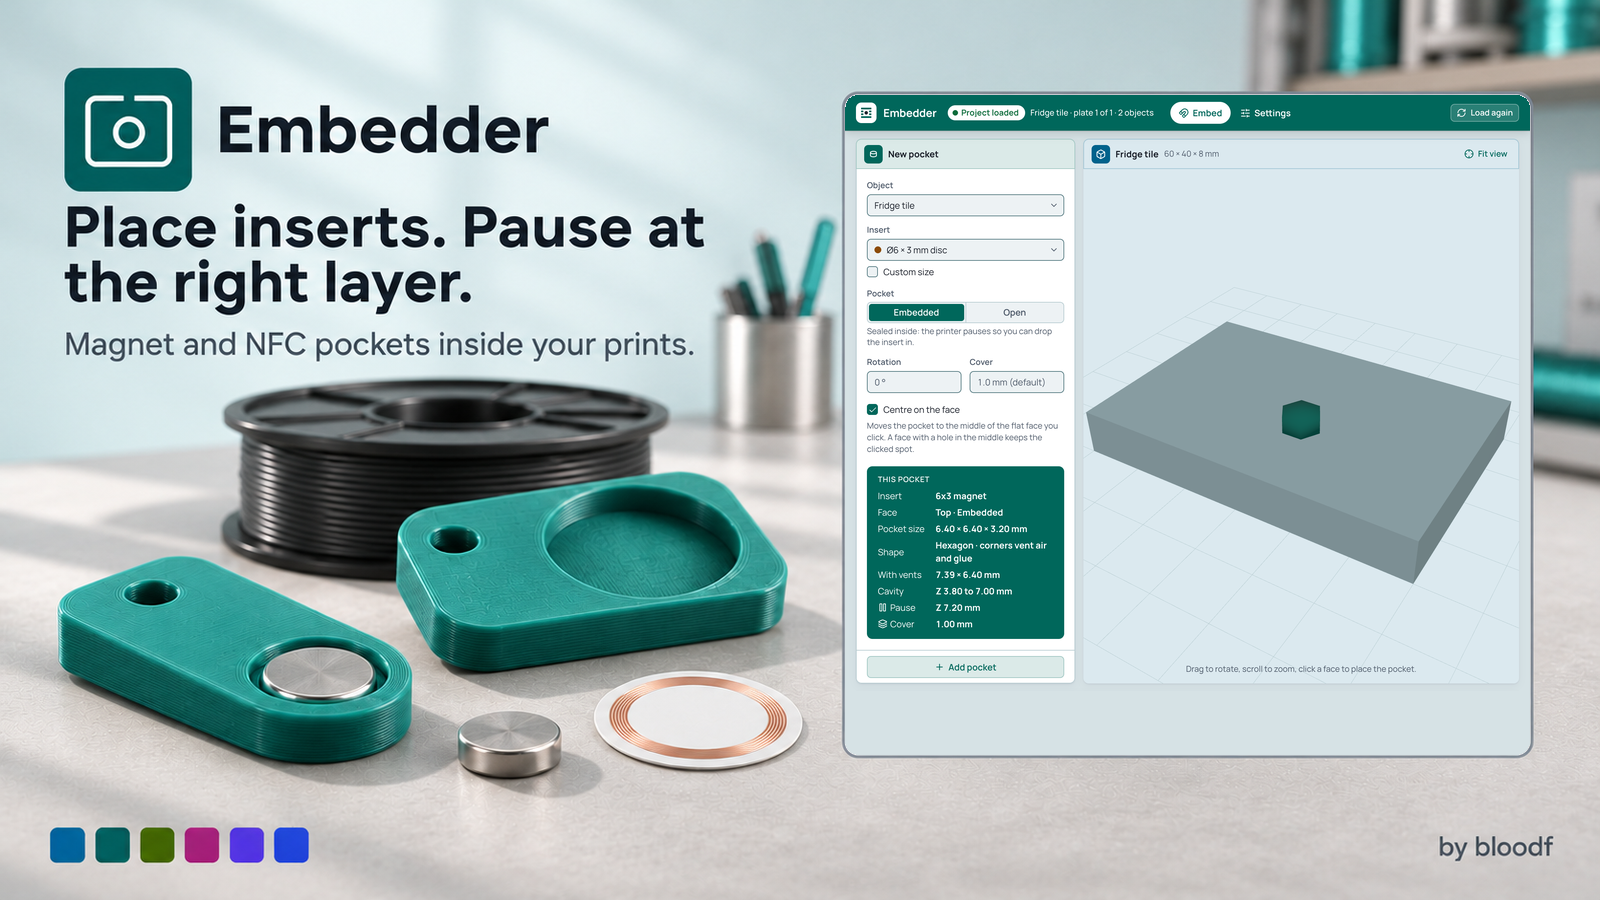 Embedder
Place inserts. Pause at
the right layer.
Magnet and NFC pockets inside your prints.
Embedder
Project loaded
Fridge tile · plate 1 of 1 · 2 objects
Embed
Settings
Load again
New pocket
Object
Fridge tile
Insert
Ø6 × 3 mm disc
Custom size
Pocket
Embedded
Open
Sealed inside: the printer pauses so you can drop
the insert in.
Rotation
Cover
0 °
1.0 mm (default)
Centre on the face
Moves the pocket to the middle of the flat face you
click. A face with a hole in the middle keeps the
clicked spot.
THIS POCKET
Insert 6x3 magnet
Face Top · Embedded
Pocket size 6.40 × 6.40 × 3.20 mm
Shape Hexagon · corners vent air
and glue
With vents 7.39 × 6.40 mm
Cavity Z 3.80 to 7.00 mm
Pause Z 7.20 mm
Cover 1.00 mm
+ Add pocket
Fridge tile 60 × 40 × 8 mm
Fit view
Drag to rotate, scroll to zoom, click a face to place the pocket.
by bloodf